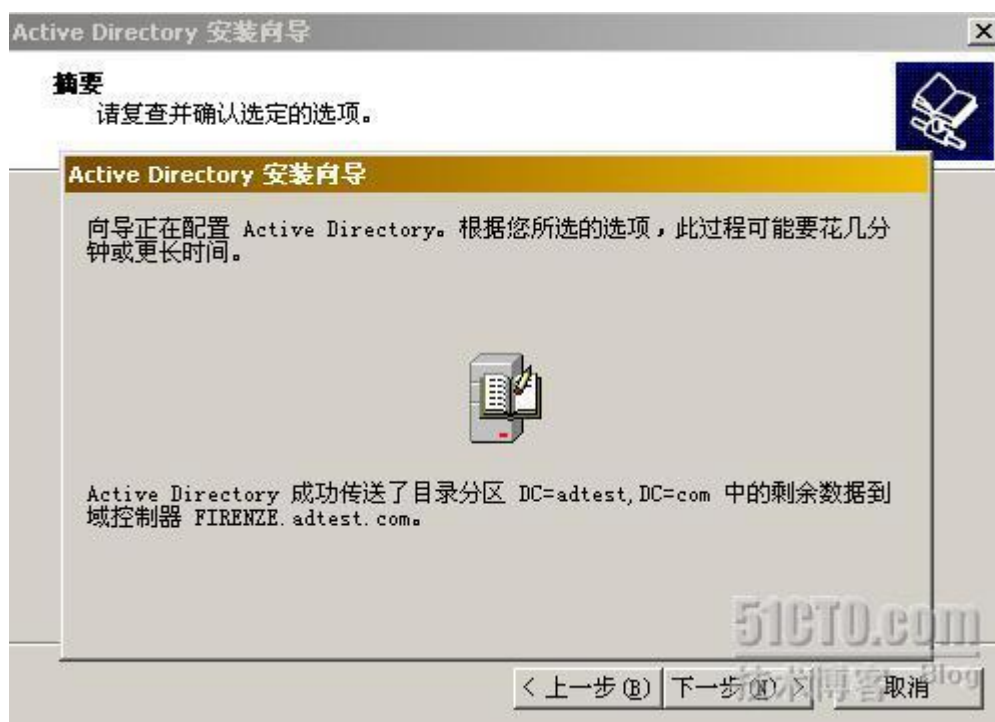 Active Directory 安装向导
摘要
请复查并确认选定的选项。
Active Directory 安装向导
向导正在配置 Active Directory。根据您所选的选项，此过程可能要花几分
钟或更长时间。
Active Directory 成功传送了目录分区 DC=adtest,DC=com 中的剩余数据到
域控制器 FIRENZE.adtest.com。
51CTO.com
技术博客 Blog
< 上一步(B) 下一步(N) > 取消